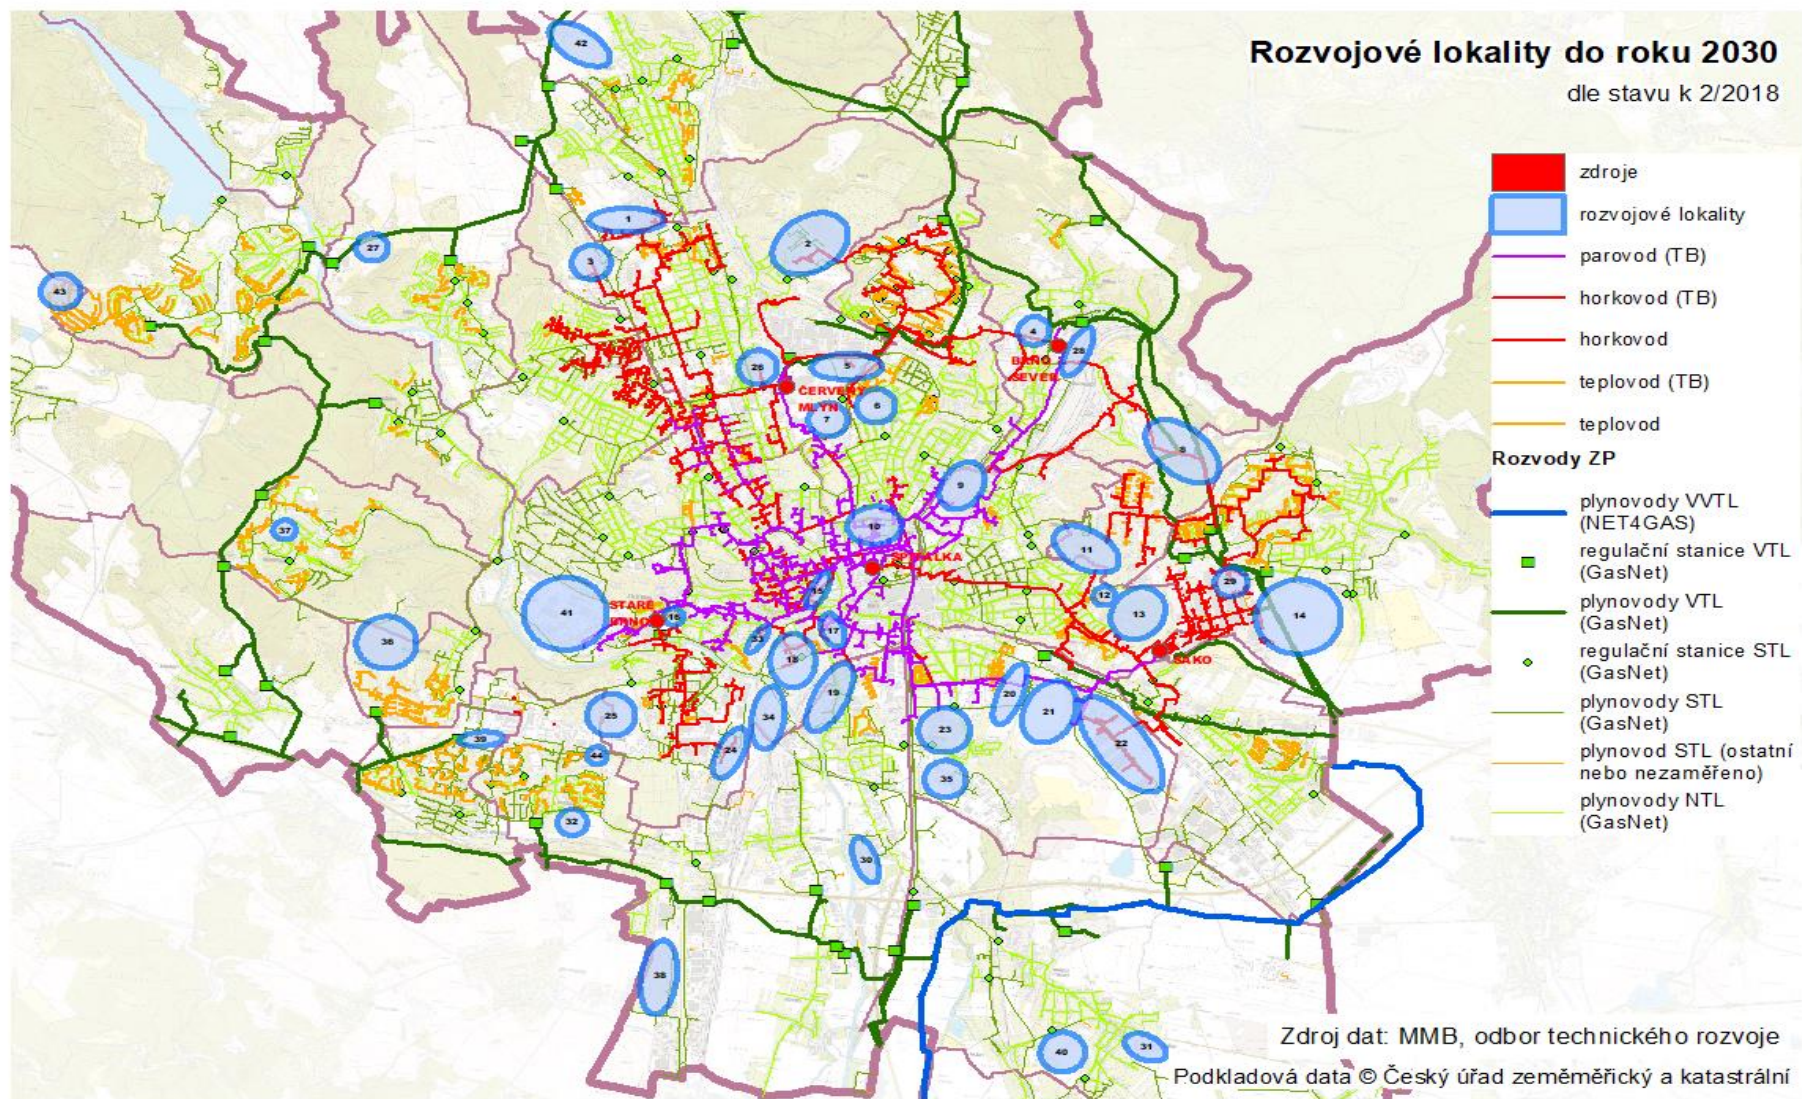 Rozvojové lokality do roku 2030
dle stavu k 2/2018
zdroje
rozvojové lokality
parovod (TB)
horkovod (TB)
horkovod
teplovod (TB)
teplovod
Rozvody ZP
plynovody VVTL
(NET4GAS)
regulační stanice VTL
(GasNet)
plynovody VTL
(GasNet)
regulační stanice STL
(GasNet)
plynovody STL
(GasNet)
plynovod STL (ostatní
nebo nezaměřeno)
plynovody NTL
(GasNet)
42
1
2
3
27
43
4
28
BRNO
SEVER
5
26
ČERVENÝ
MLÝN
6
7
8
9
10
37
11
ŠPITÁLKA
29
12
15
13
14
41
STARÉ
BRNO
16
17
33
36
18
SAKO
19
20
21
34
25
23
22
39
24
44
35
32
30
38
40
31
Zdroj dat: MMB, odbor technického rozvoje
Podkladová data © Český úřad zeměměřický a katastrální